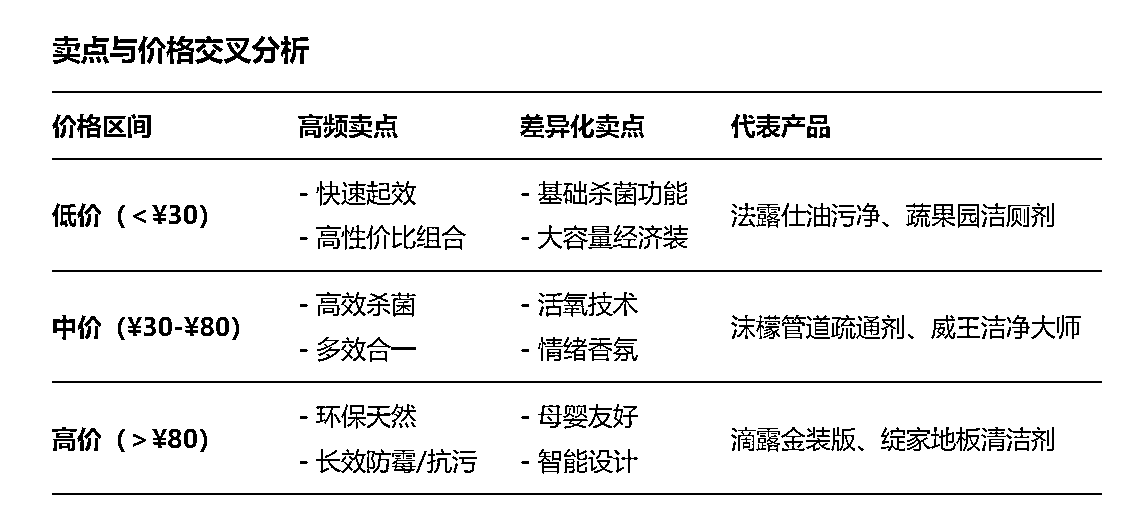 卖点与价格交叉分析
价格区间 高频卖点 差异化卖点 代表产品
低价（＜¥30） - 快速起效 - 高性价比组合 - 基础杀菌功能 - 大容量经济装 法露仕油污净、蔬果园洁厕剂
中价（¥30-¥80） - 高效杀菌 - 多效合一 - 活氧技术 - 情绪香氛 沫檬管道疏通剂、威王洁净大师
高价（＞¥80） - 环保天然 - 长效防霉/抗污 - 母婴友好 - 智能设计 滴露金装版、绽家地板清洁剂